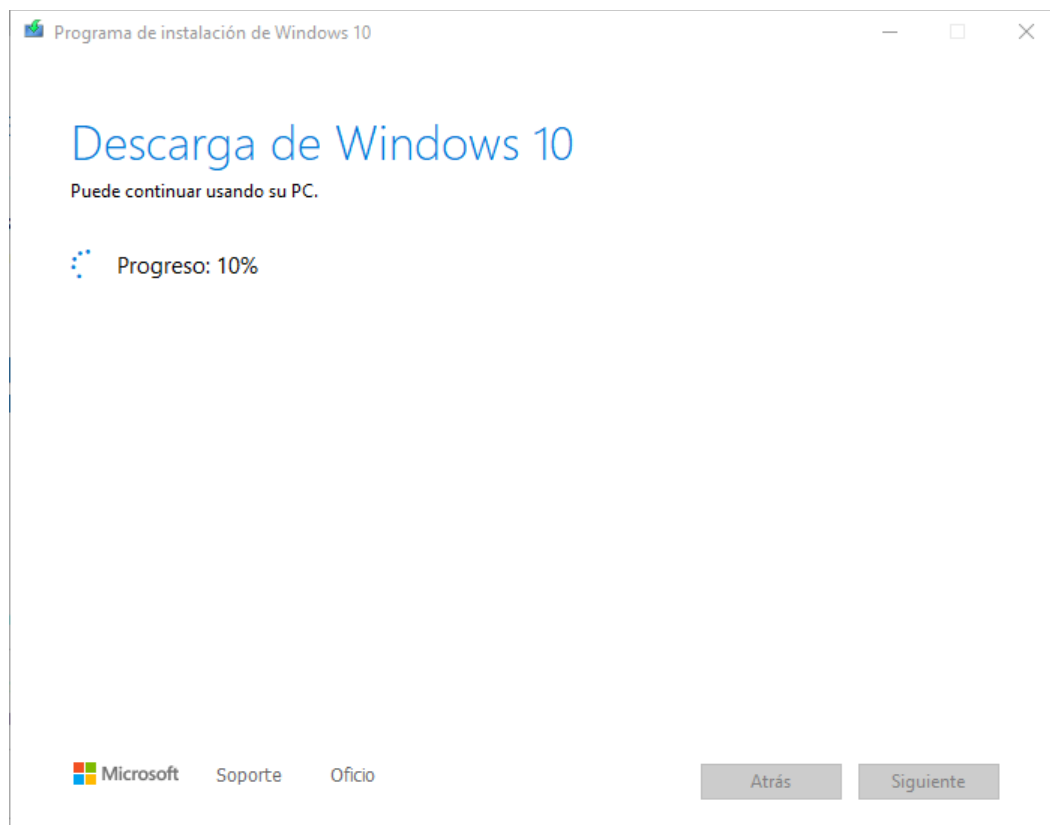 Programa de instalación de Windows 10
Descarga de Windows 10
Puede continuar usando su PC.
Progreso: 10%
Microsoft Soporte Oficio Atrás Siguiente